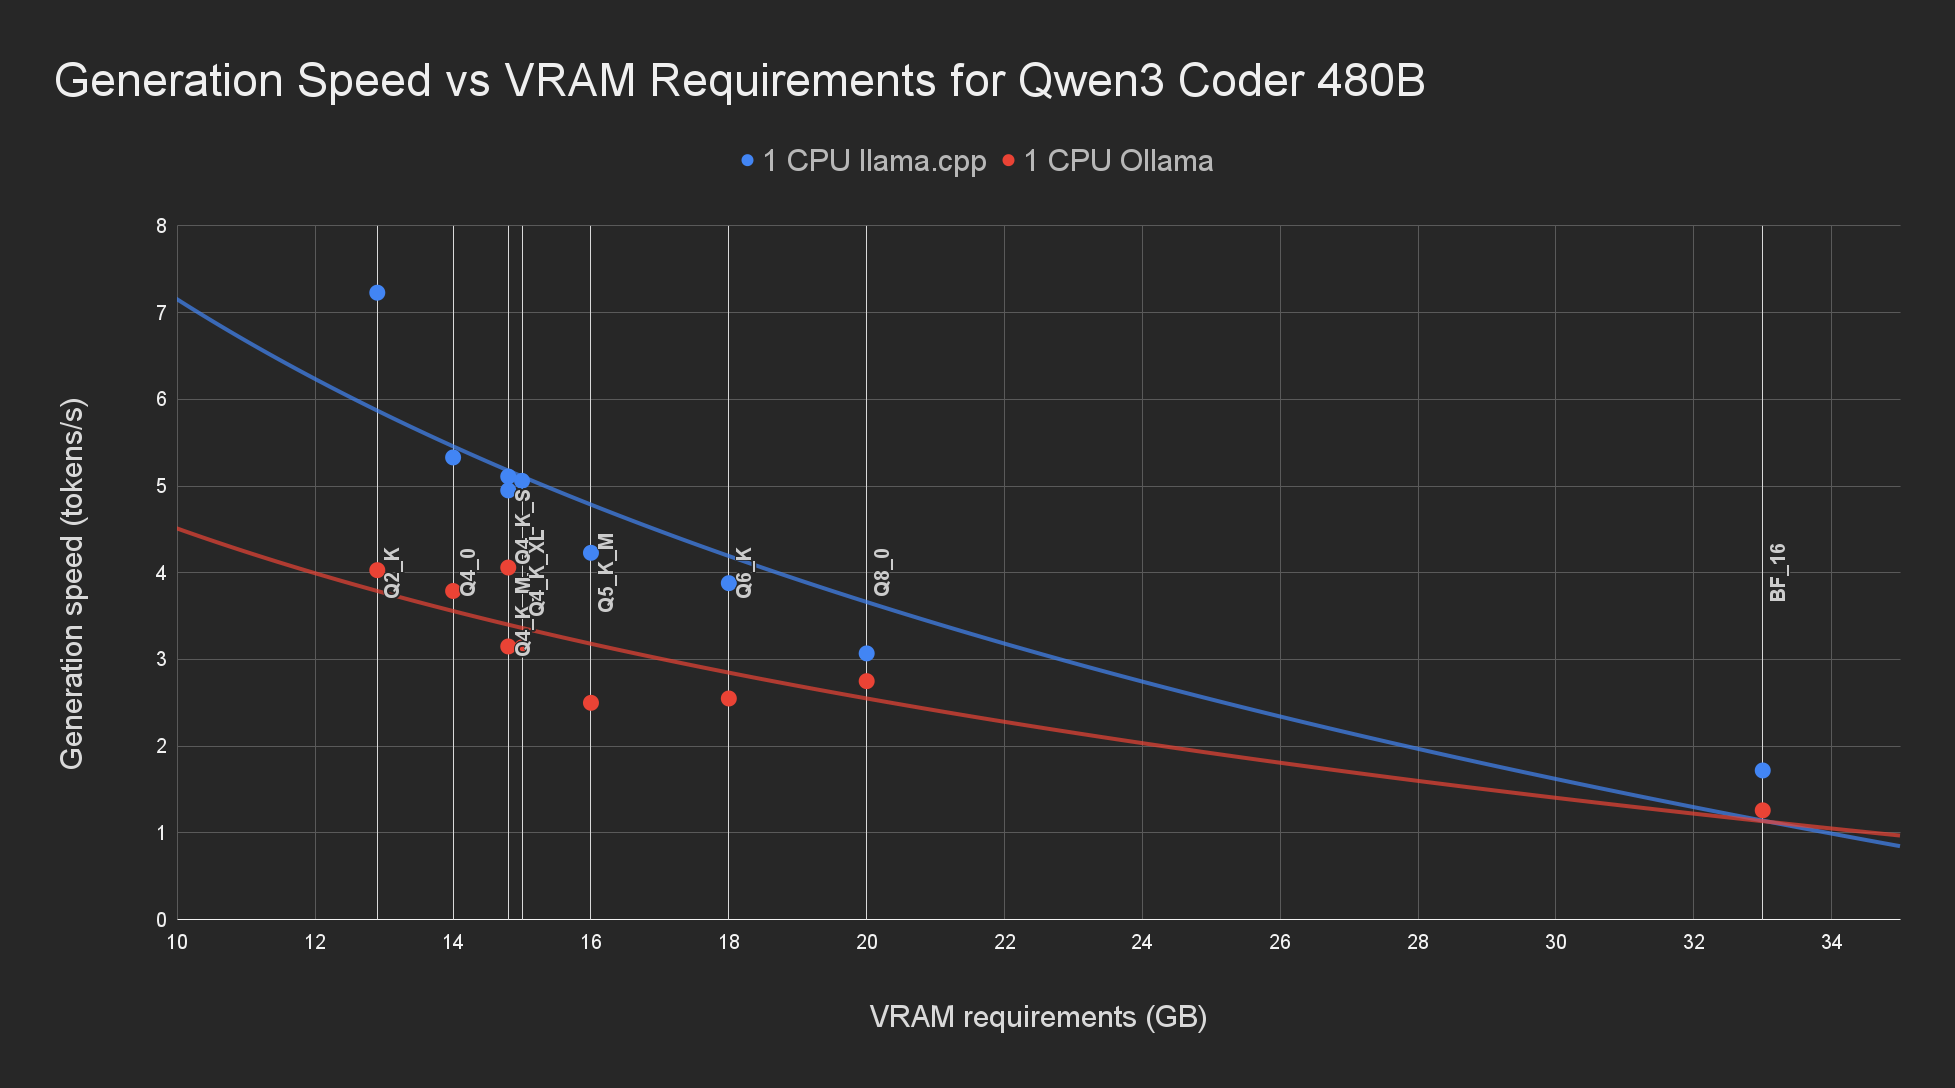 Generation Speed vs VRAM Requirements for Qwen3 Coder 480B
1 CPU llama.cpp
1 CPU Ollama
Generation speed (tokens/s)
8
7
6
5
4
3
2
1
0
Q2_K
Q4_0
Q4_K_M
Q4_K_S
Q4_K_XL
Q5_K_M
Q6_K
Q8_0
BF_16
10
12
14
16
18
20
22
24
26
28
30
32
34
VRAM requirements (GB)